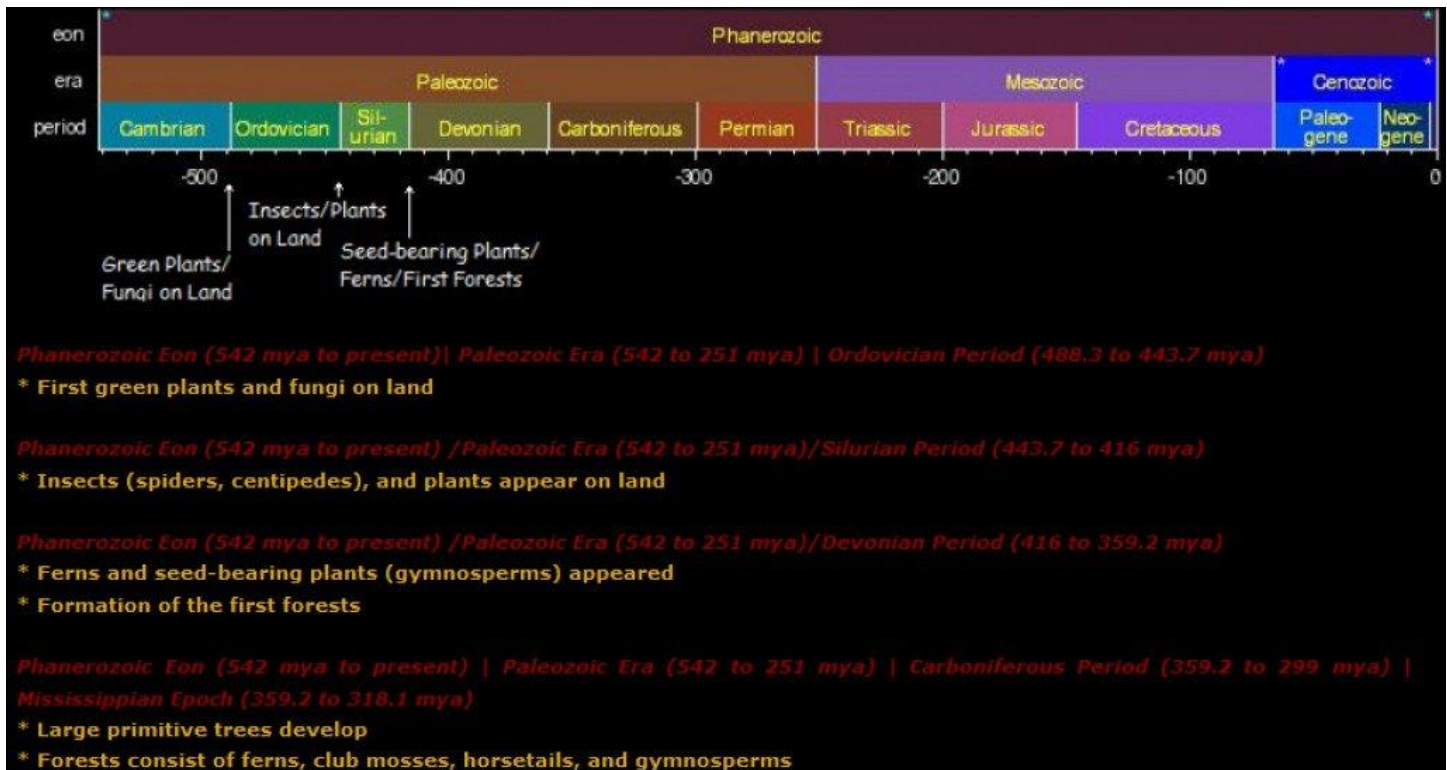 eon
Phanerozoic
era
Paleozoic
Mesozoic
Cenozoic
period
Cambrian
Ordovician
Sil-
urian
Devonian
Carboniferous
Permian
Triassic
Jurassic
Cretaceous
Paleo-
gene
Neo-
gene
-500
-400
-300
-200
-100
0
Insects/Plants
on Land
Seed-bearing Plants/
Ferns/First Forests
Green Plants/
Fungi on Land
Phanerozoic Eon (542 mya to present)| Paleozoic Era (542 to 251 mya) | Ordovician Period (488.3 to 443.7 mya)
* First green plants and fungi on land
Phanerozoic Eon (542 mya to present) /Paleozoic Era (542 to 251 mya)/Silurian Period (443.7 to 416 mya)
* Insects (spiders, centipedes), and plants appear on land
Phanerozoic Eon (542 mya to present) /Paleozoic Era (542 to 251 mya)/Devonian Period (416 to 359.2 mya)
* Ferns and seed-bearing plants (gymnosperms) appeared
* Formation of the first forests
Phanerozoic Eon (542 mya to present) | Paleozoic Era (542 to 251 mya) | Carboniferous Period (359.2 to 299 mya) |
Mississippian Epoch (359.2 to 318.1 mya)
* Large primitive trees develop
* Forests consist of ferns, club mosses, horsetails, and gymnosperms